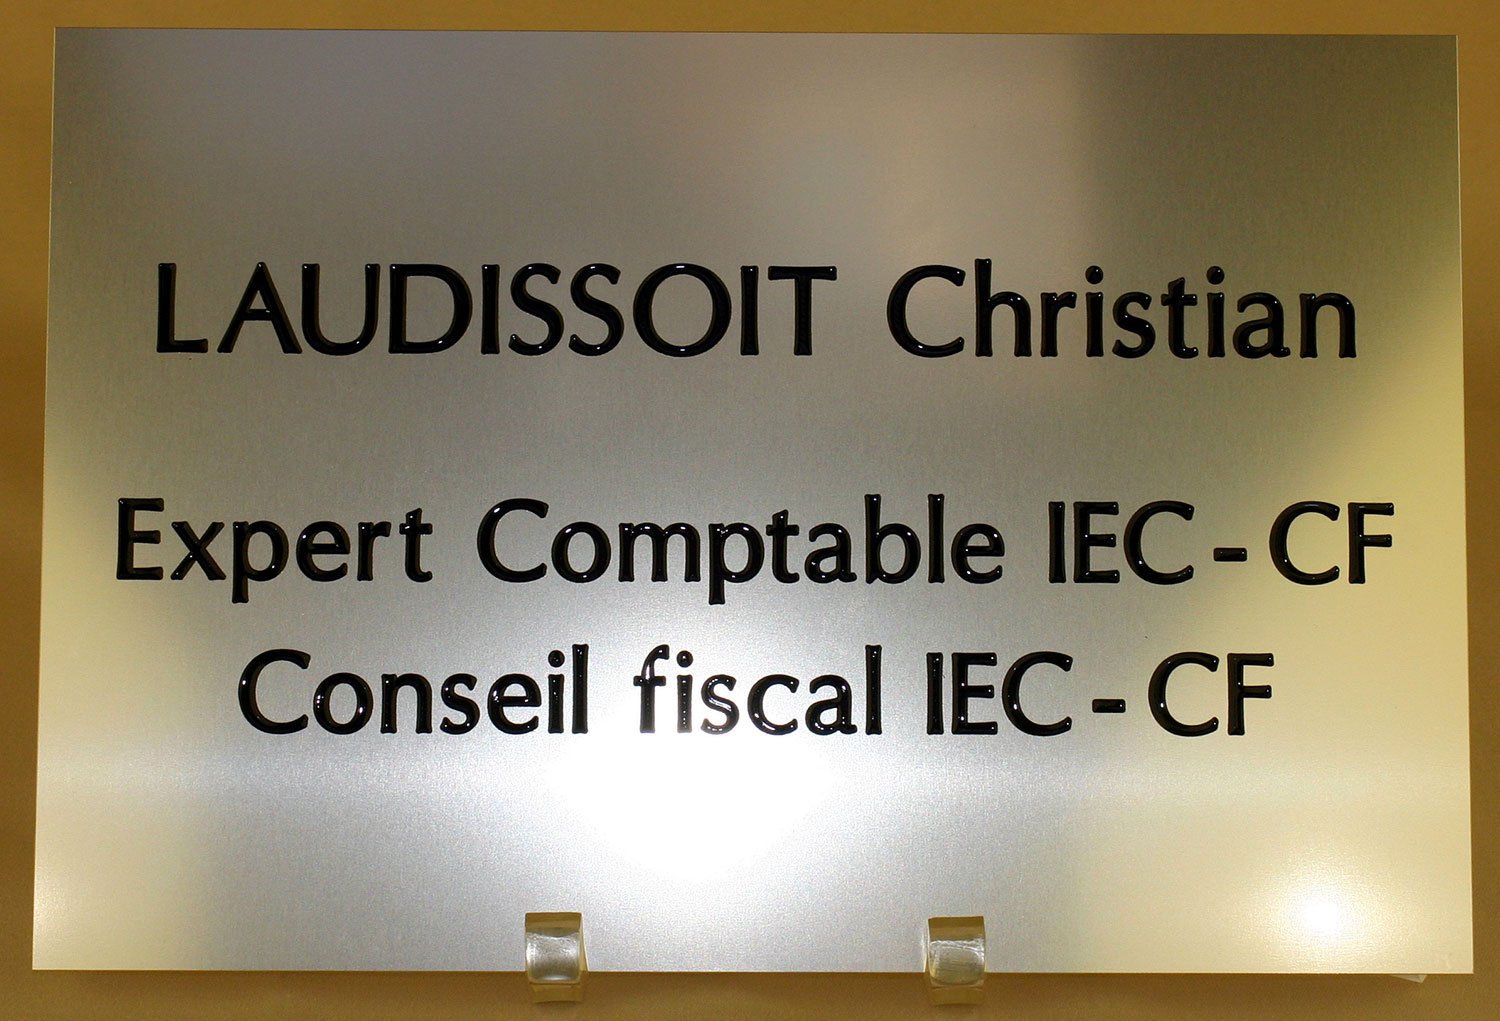 LAUDISSOIT Christian
Expert Comptable IEC - CF
Conseil fiscal IEC - CF